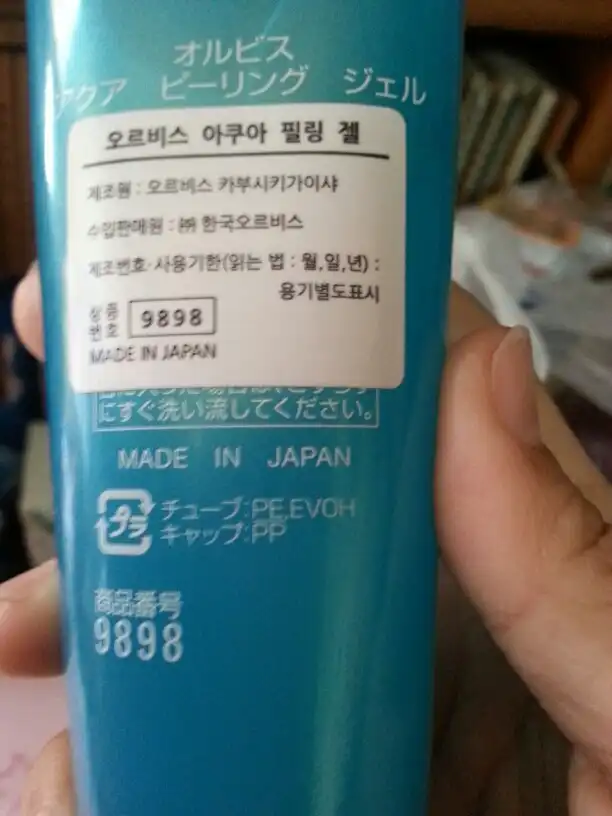 オルビス
アクア ピーリング ジェル
오르비스 아쿠아 필링 젤
제조원 : 오르비스 카부시키가이샤
수입판매원 : ㈜ 한국오르비스
제조번호·사용기한(읽는 법 : 월,일,년) :
용기별도표시
상품번호 9898
MADE IN JAPAN
にすぐ洗い流してください。
MADE IN JAPAN
プラ チューブ:PE,EVOH
キャップ:PP
商品番号
9898